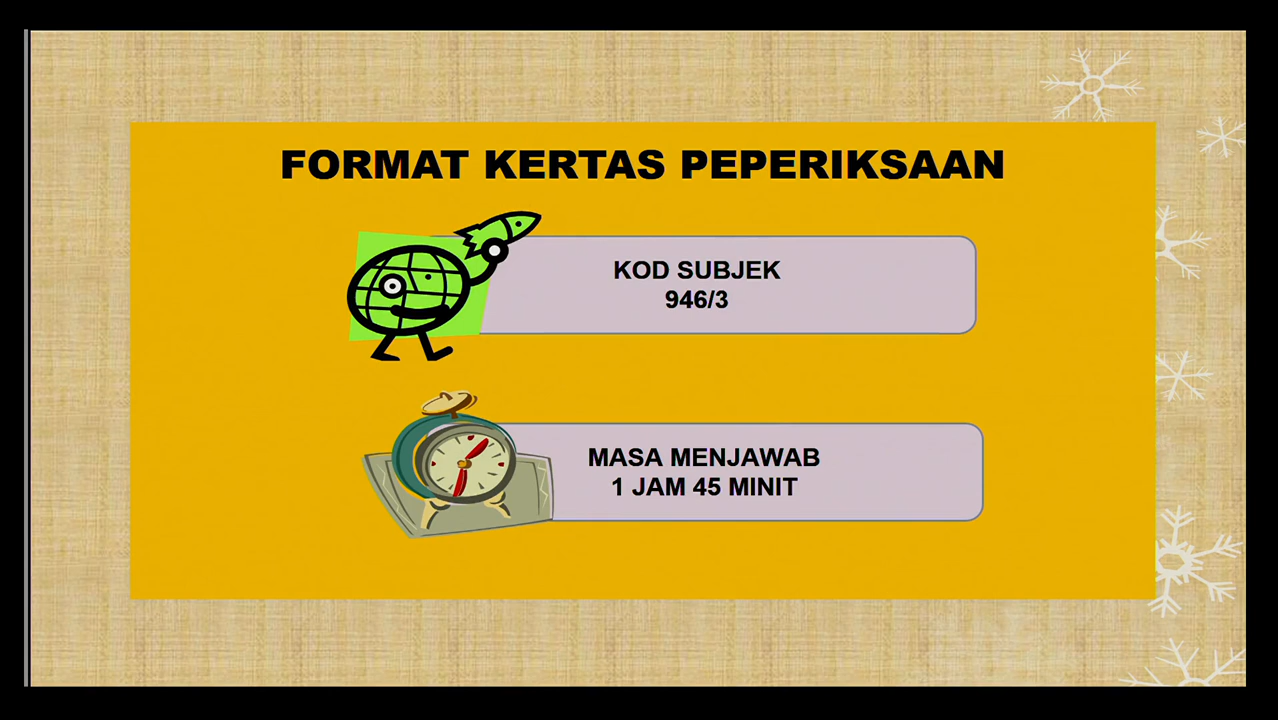 FORMAT KERTAS PEPERIKSAAN
KOD SUBJEK
946/3
MASA MENJAWAB
1 JAM 45 MINIT